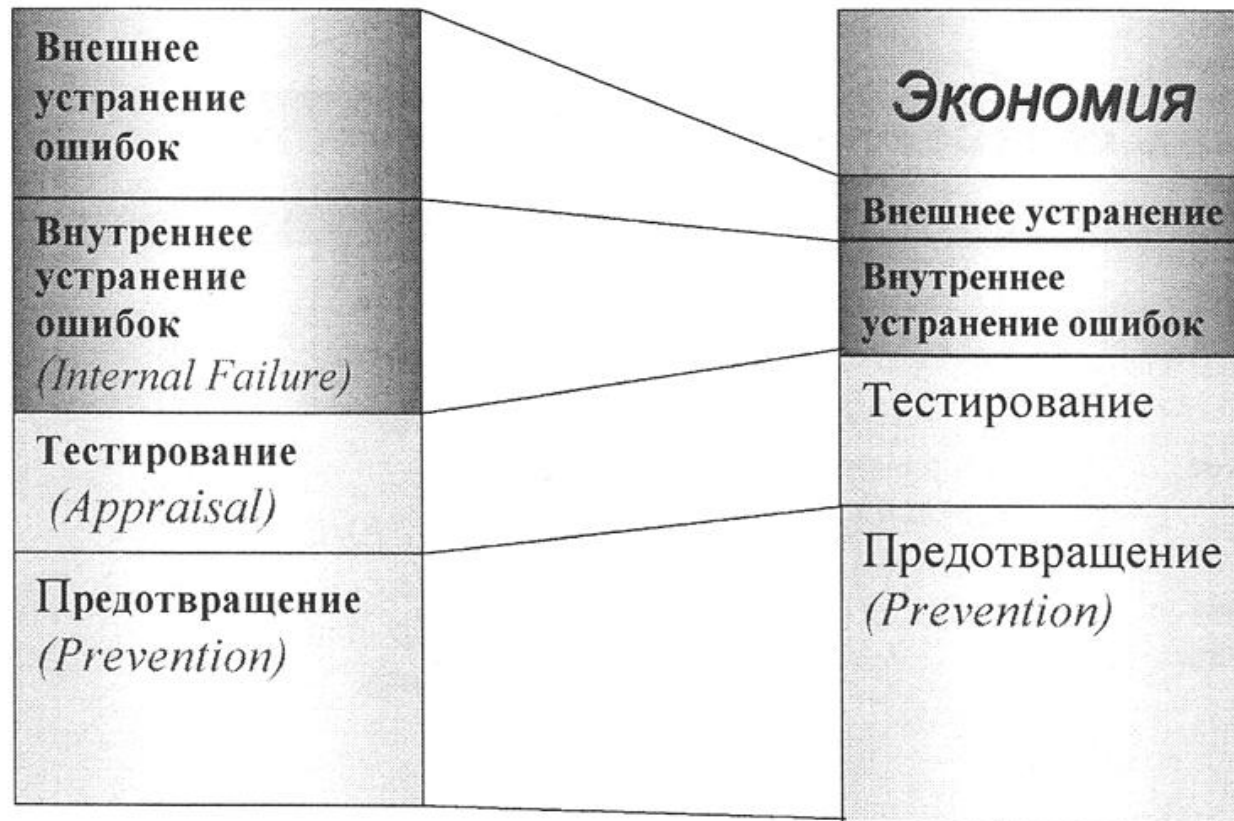 Внешнее
устранение
ошибок
Внутреннее
устранение
ошибок
(Internal Failure)
Тестирование
(Appraisal)
Предотвращение
(Prevention)
Экономия
Внешнее устранение
Внутреннее
устранение ошибок
Тестирование
Предотвращение
(Prevention)